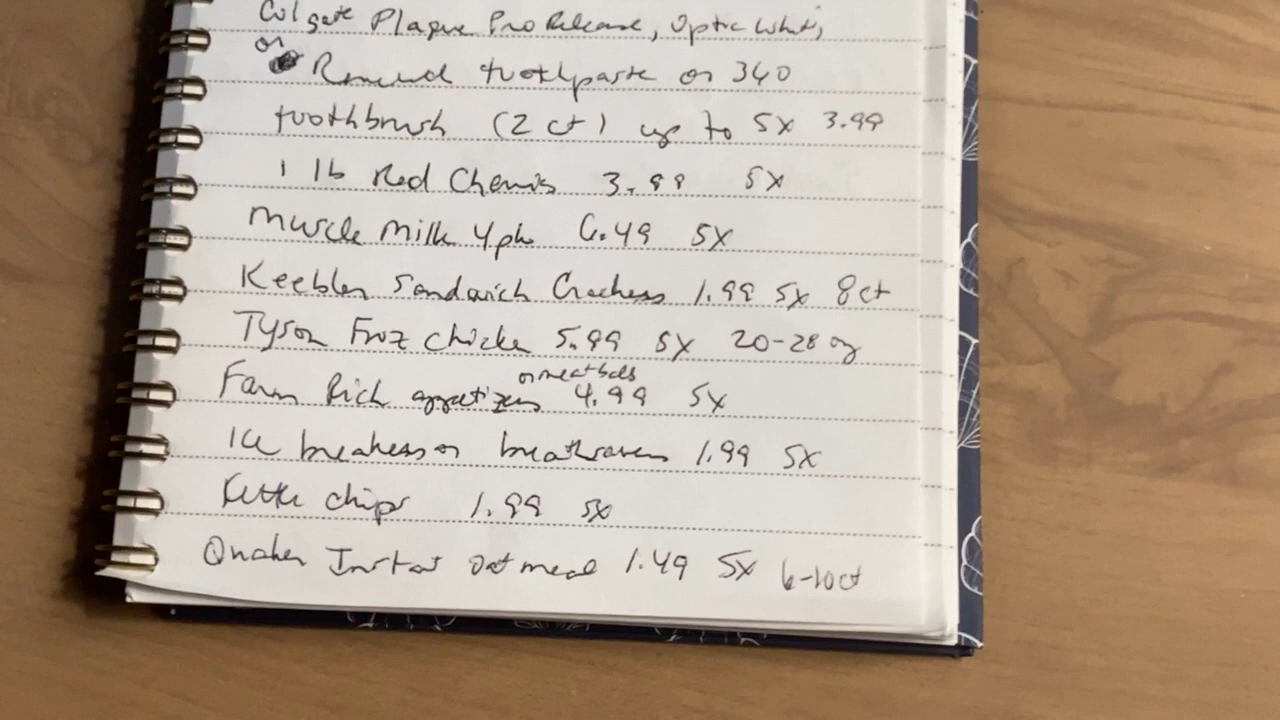 Colgate Plaque Pro Release, Optic White,
or
Renewal toothpaste or 360
toothbrush (2 ct) up to 5x 3.99
1 lb Red Cherries 3.99 5x
Muscle Milk 4pk 6.49 5X
Keebler Sandwich Crackers 1.99 5x 8ct
Tyson Froz chicken 5.99 5X 20-28 oz
or meatballs
Farm Rich appetizers 4.99 5x
Ice breakers or breathsavers 1.99 5x
Kettle chips 1.99 5x
Quaker Instant oatmeal 1.49 5x 6-10ct